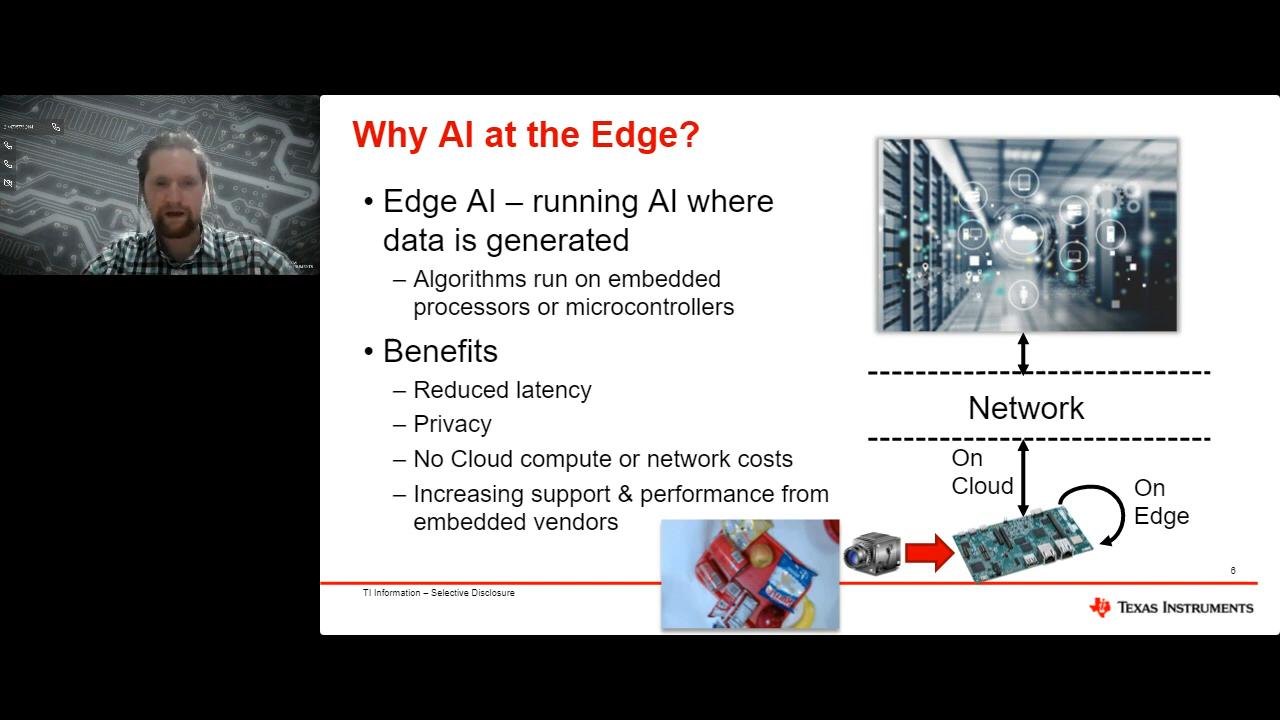 Why AI at the Edge?
• Edge AI – running AI where
data is generated
– Algorithms run on embedded
processors or microcontrollers
• Benefits
– Reduced latency
– Privacy
– No Cloud compute or network costs
– Increasing support & performance from
embedded vendors
Network
On
Cloud
On
Edge
6
TI Information – Selective Disclosure
TEXAS INSTRUMENTS